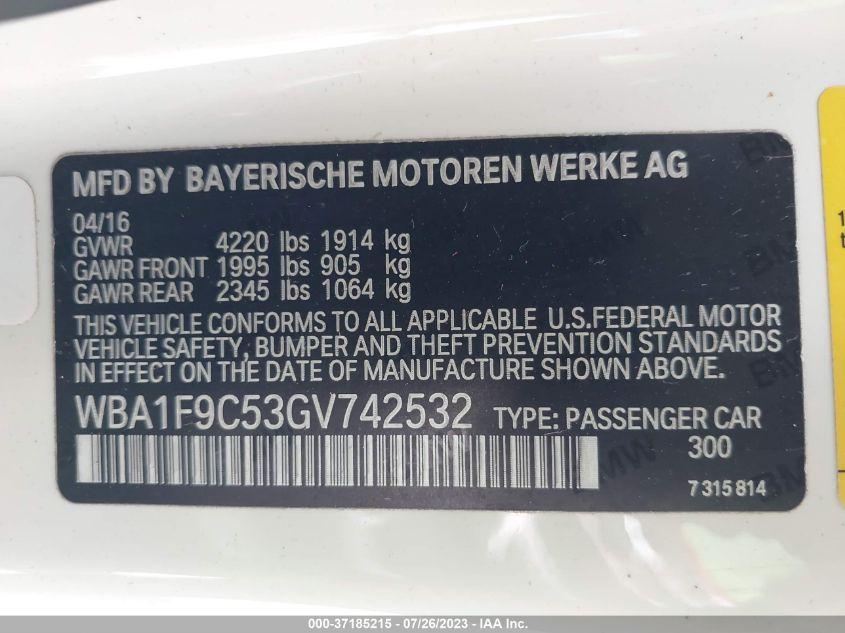 MFD BY BAYERISCHE MOTOREN WERKE AG
04/16
GVWR 4220 lbs 1914 kg
GAWR FRONT 1995 lbs 905 kg
GAWR REAR 2345 lbs 1064 kg
THIS VEHICLE CONFORMS TO ALL APPLICABLE U.S.FEDERAL MOTOR
VEHICLE SAFETY, BUMPER AND THEFT PREVENTION STANDARDS
IN EFFECT ON THE DATE OF MANUFACTURE SHOWN ABOVE.
WBA1F9C53GV742532 TYPE: PASSENGER CAR
300
7315814
BMW
000-37185215 - 07/26/2023 - IAA Inc.